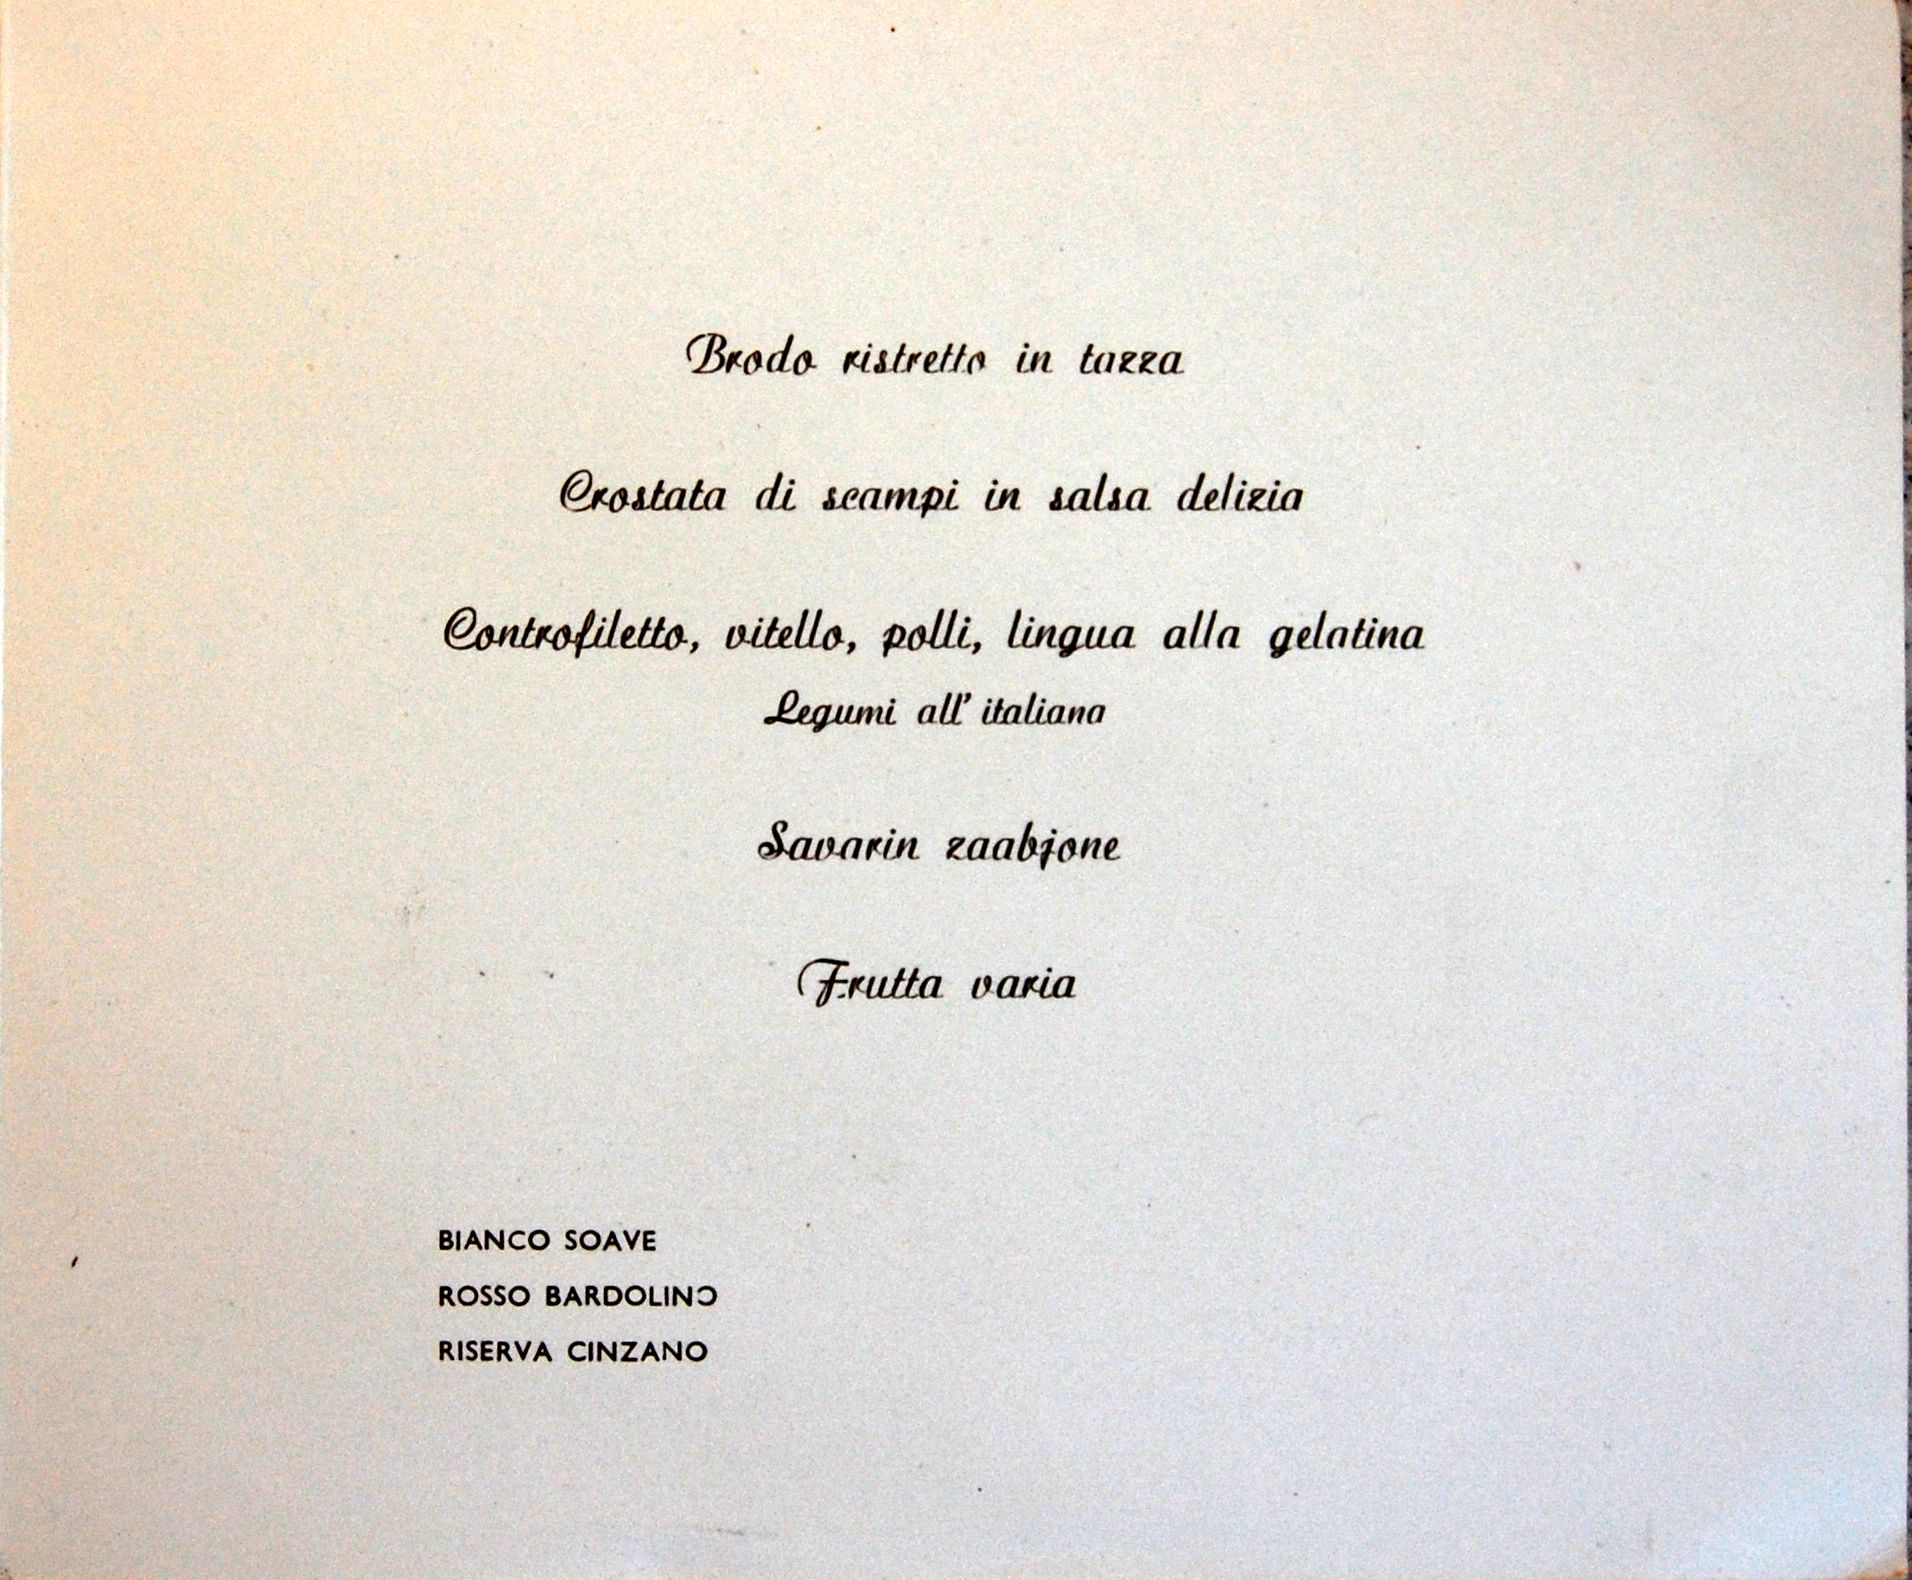 Brodo ristretto in tazza
Crostata di scampi in salsa delizia
Controfiletto, vitello, polli, lingua alla gelatina
Legumi all' italiana
Savarin zaabjone
Frutta varia
BIANCO SOAVE
ROSSO BARDOLINO
RISERVA CINZANO